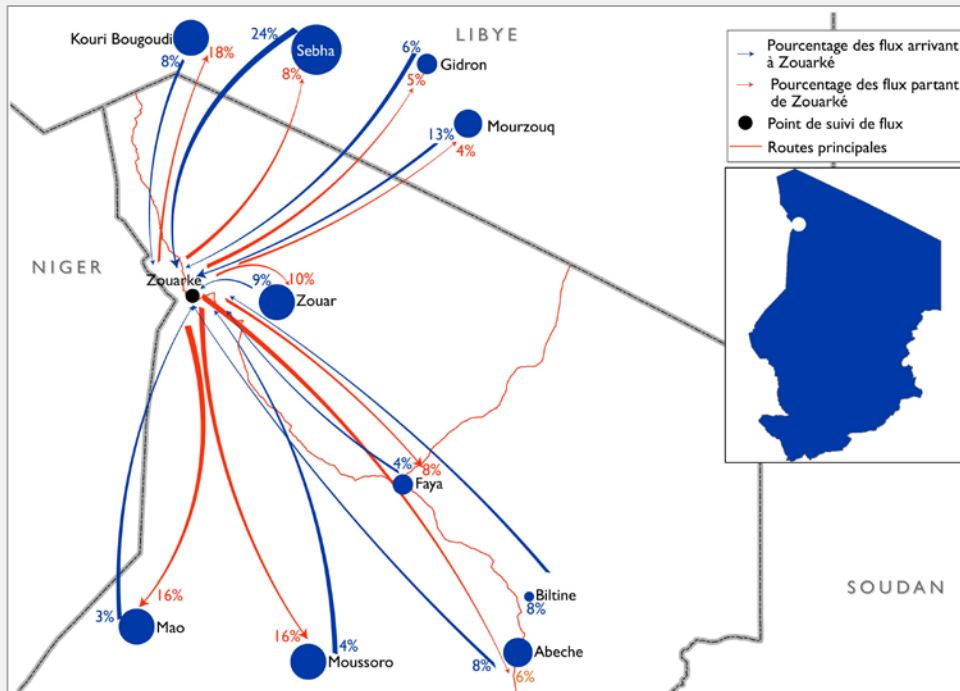 Kouri Bougoudi
8%
18%
24%
Sebha
8%
LIBYE
6%
Gidron
5%
13%
Mourzouq
4%
Pourcentage des flux arrivant
à Zouarké
Pourcentage des flux partant
de Zouarké
Point de suivi de flux
Routes principales
NIGER
Zouarké
9%
10%
Zouar
4%
8%
Faya
Biltine
8%
SOUDAN
3%
16%
Mao
16%
Moussoro
4%
8%
Abeche
6%